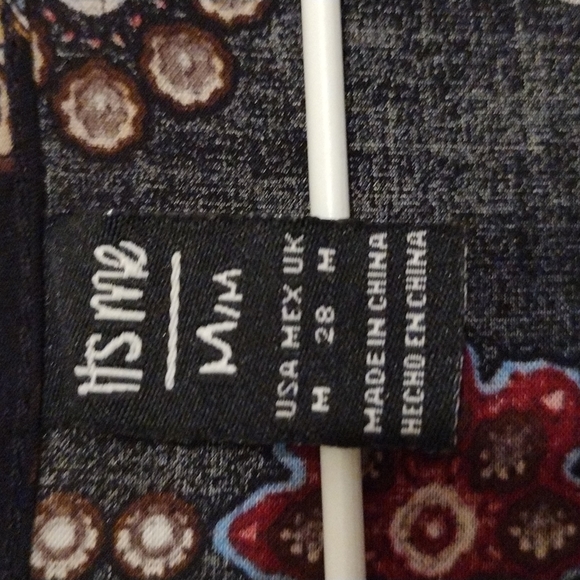 ITS ME
M/M
USA MEX UK
M 28 M
MADE IN CHINA
HECHO EN CHINA